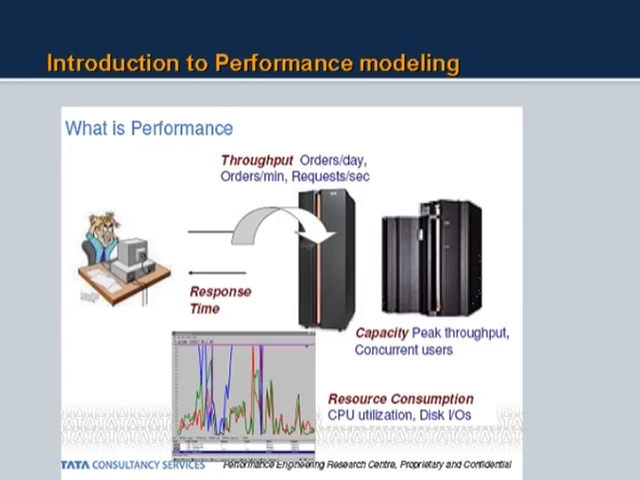 Introduction to Performance modeling
What is Performance
Throughput Orders/day,
Orders/min, Requests/sec
Response
Time
Capacity Peak throughput,
Concurrent users
Resource Consumption
CPU utilization, Disk I/Os
TATA CONSULTANCY SERVICES
Performance Engineering Research Centre, Proprietary and Confidential